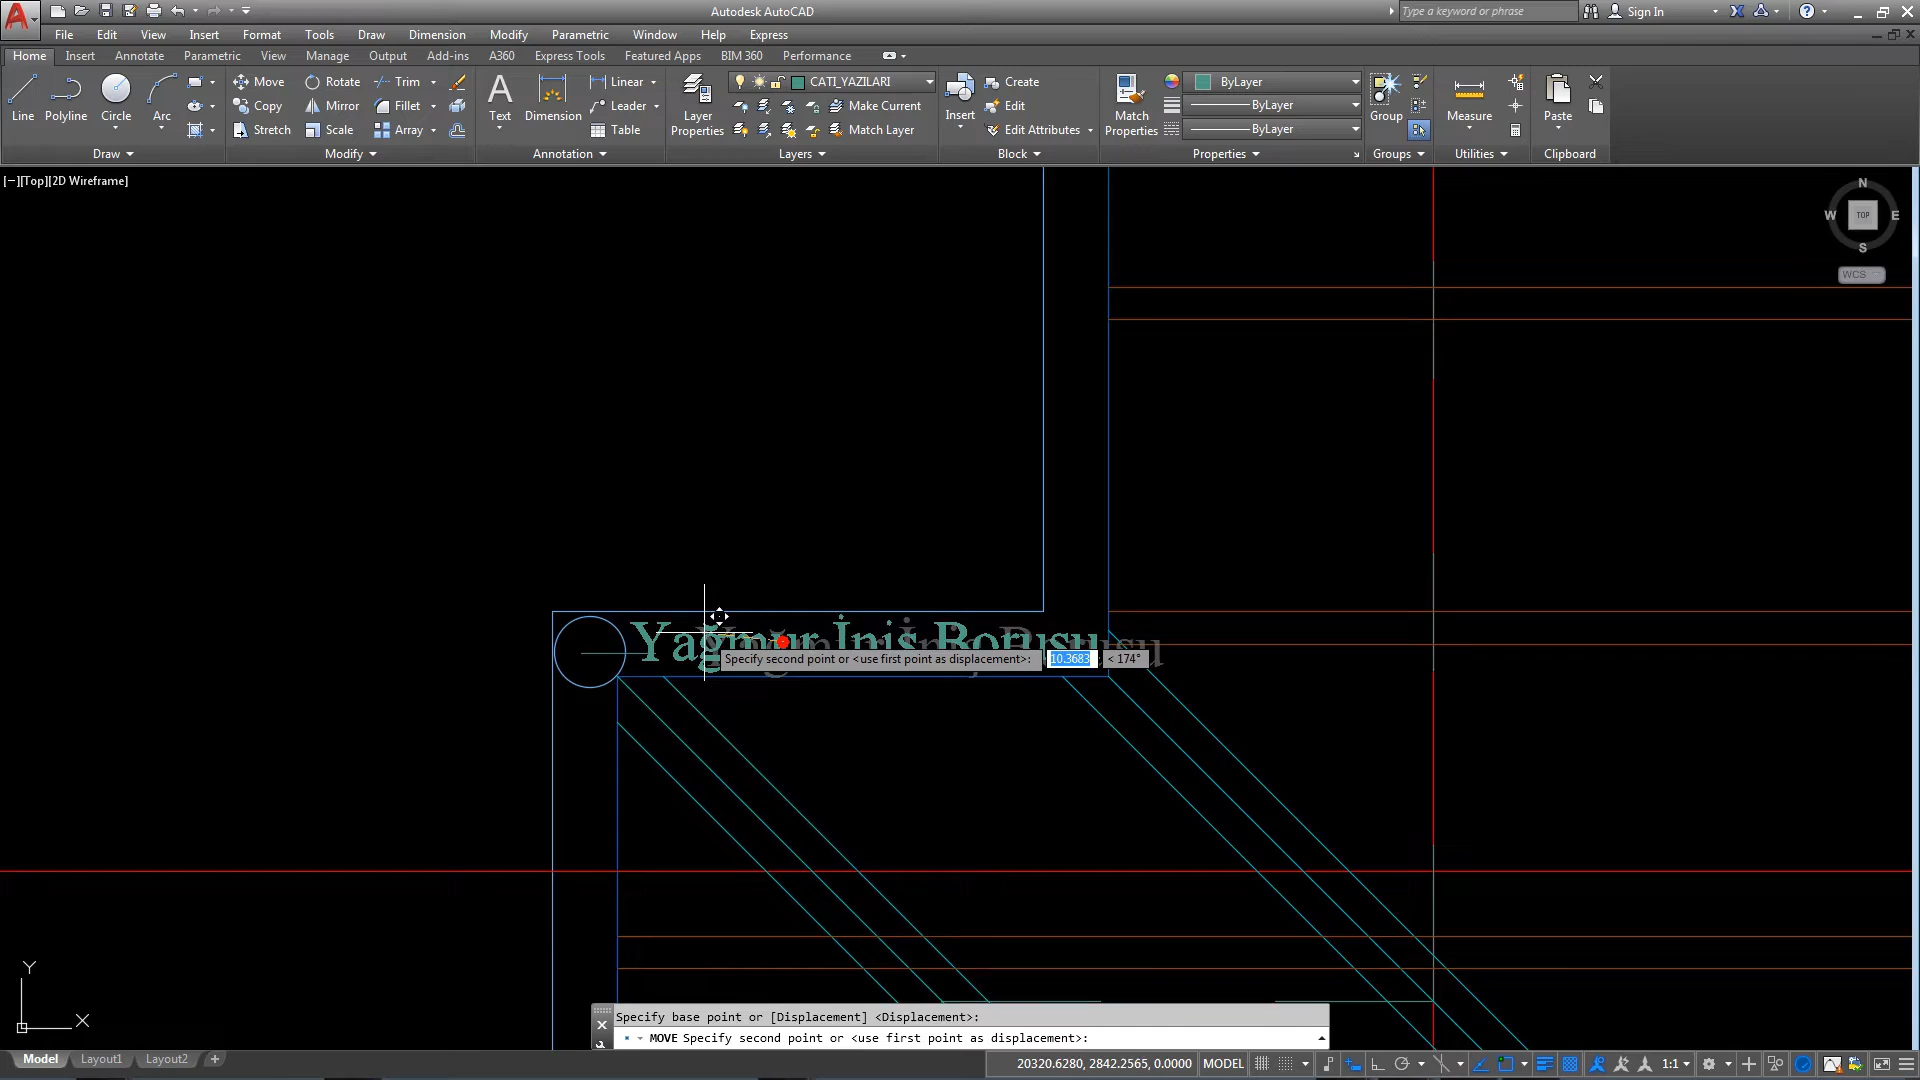 Autodesk AutoCAD
Type a keyword or phrase
Sign In
File Edit View Insert Format Tools Draw Dimension Modify Parametric Window Help Express
Home Insert Annotate Parametric View Manage Output Add-ins A360 Express Tools Featured Apps BIM 360 Performance
Line Polyline Circle Arc
Move Rotate Trim
Copy Mirror Fillet
Stretch Scale Array
Text Dimension
Linear
Leader
Table
Layer Properties
CATI_YAZILARI
Make Current
Match Layer
Insert
Create
Edit
Edit Attributes
Match Properties
ByLayer
ByLayer
ByLayer
Group
Measure
Paste
Draw Modify Annotation Layers Block Properties Groups Utilities Clipboard
[−][Top][2D Wireframe]
N
W TOP E
S
WCS
Yağmur İniş Borusu
Specify second point or <use first point as displacement>: 10.3683 < 174°
Y
X
Specify base point or [Displacement] <Displacement>:
MOVE Specify second point or <use first point as displacement>:
Model Layout1 Layout2 +
20320.6280, 2842.2565, 0.0000 MODEL 1:1